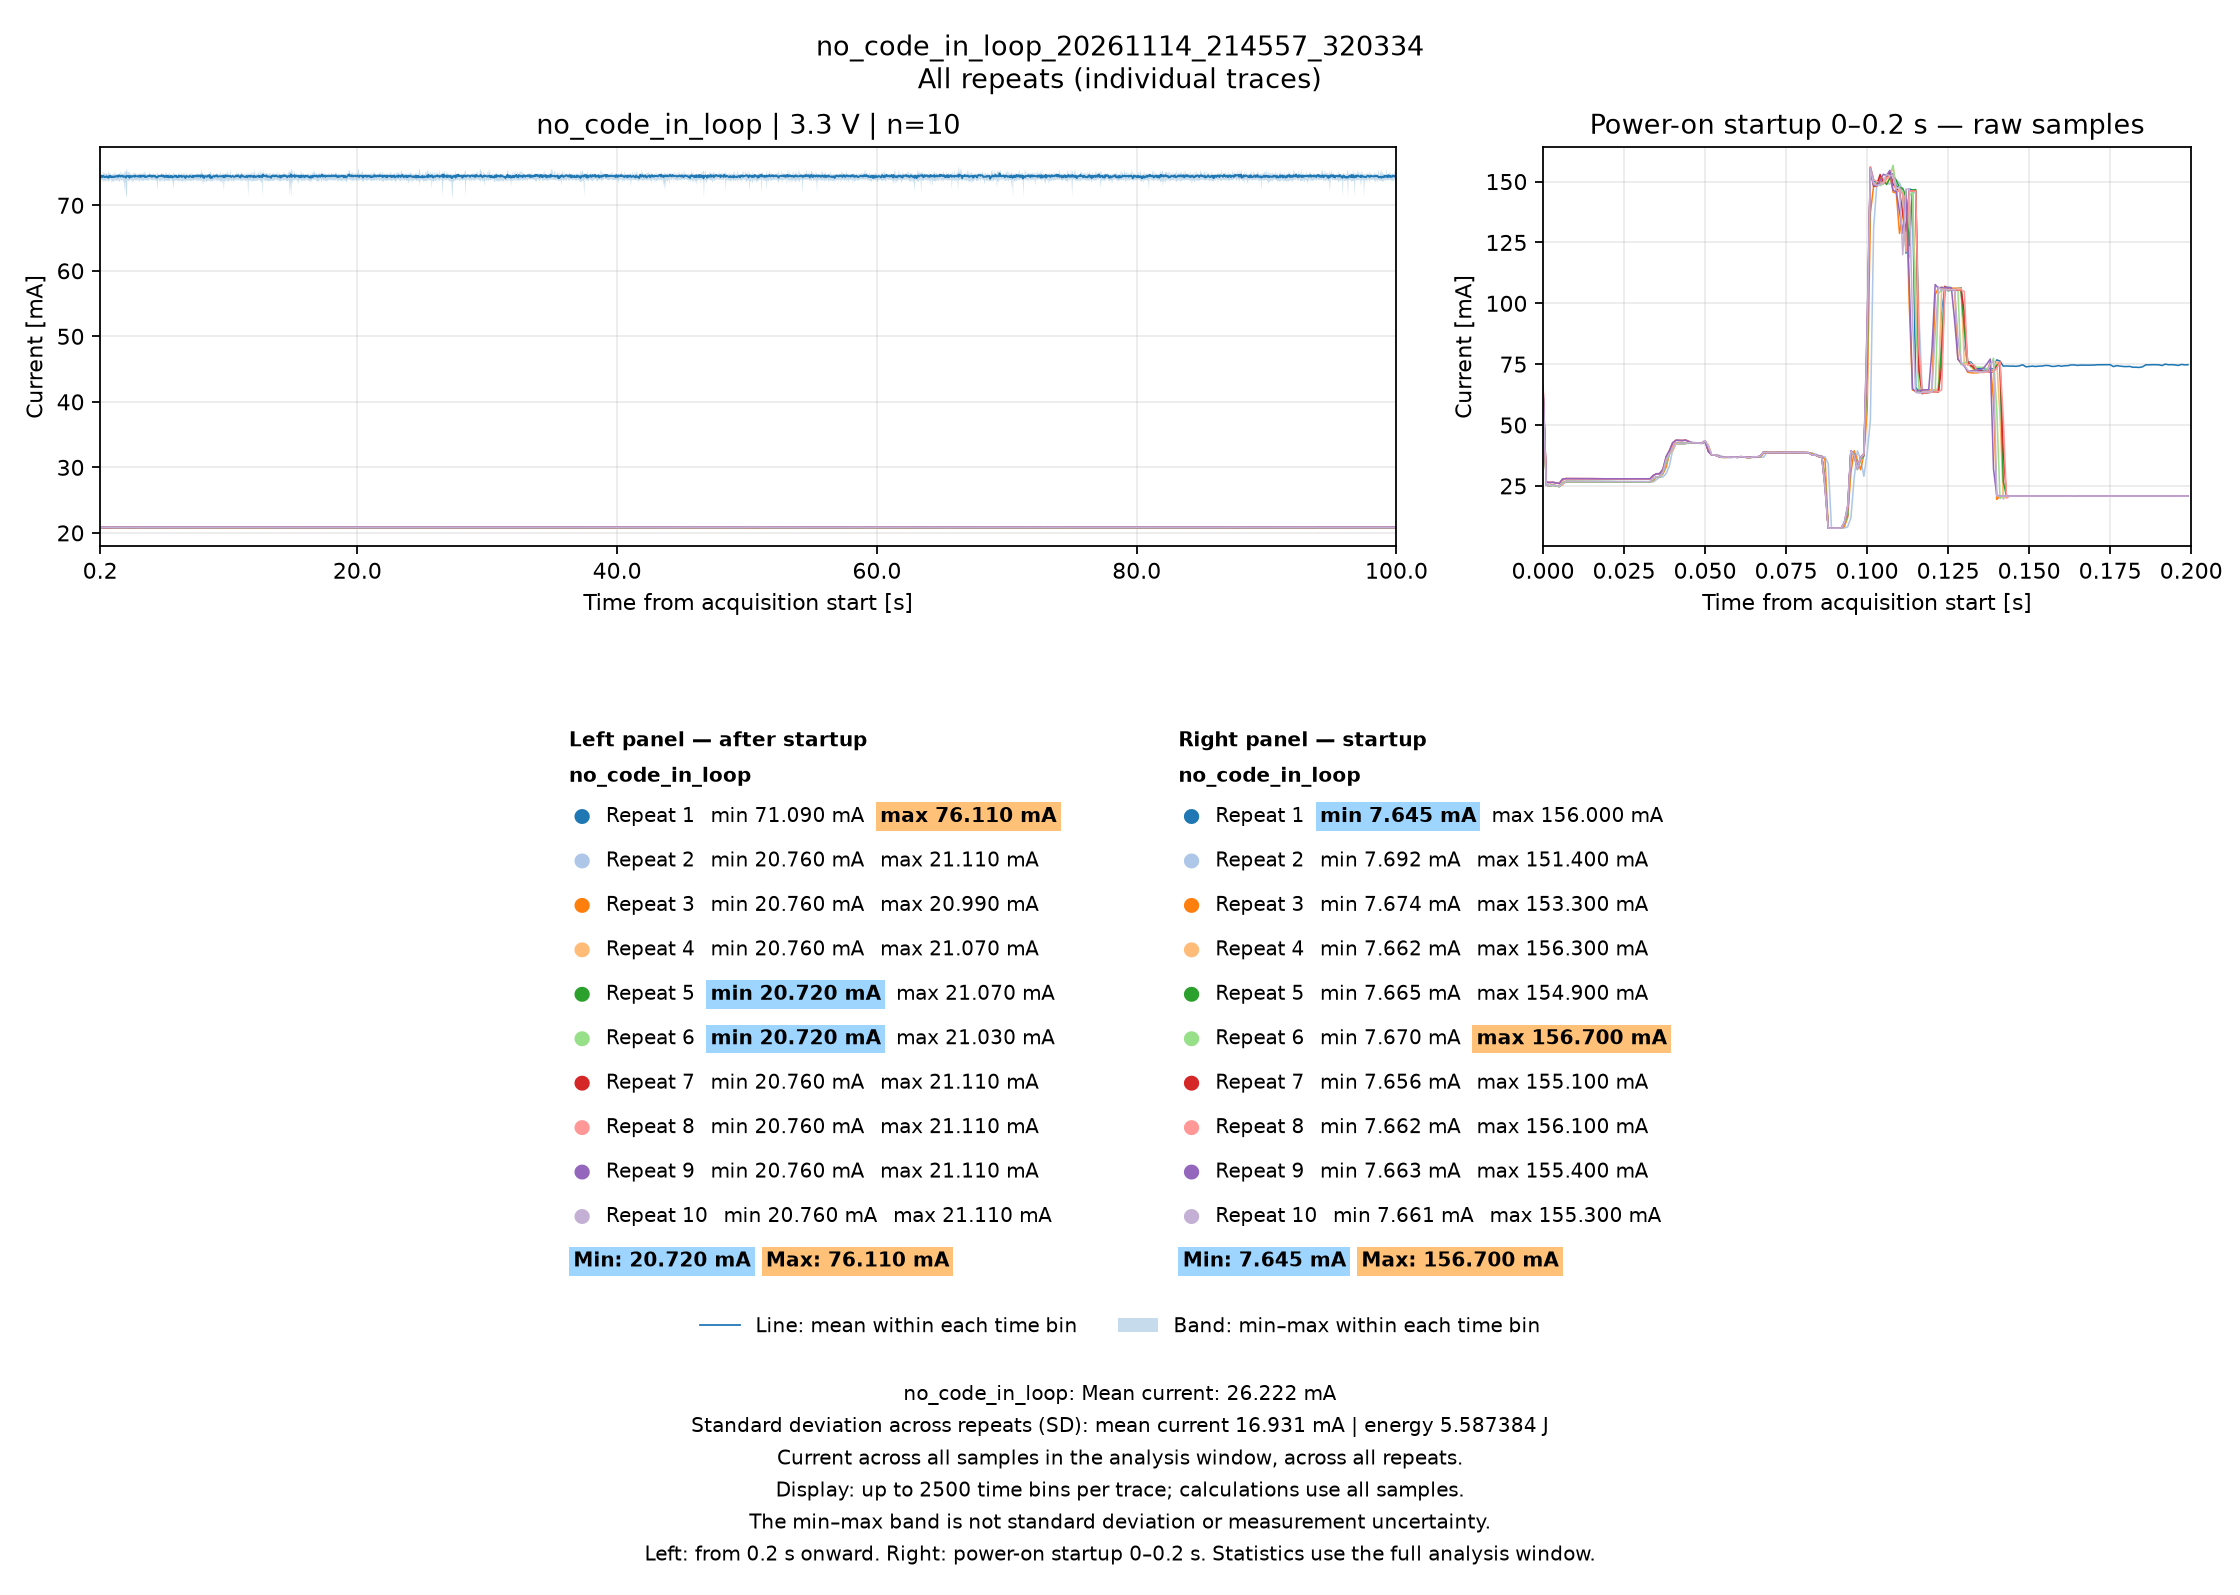 no_code_in_loop_20261114_214557_320334
All repeats (individual traces)
no_code_in_loop | 3.3 V | n=10
Current [mA]
70
60
50
40
30
20
0.2 20.0 40.0 60.0 80.0 100.0
Time from acquisition start [s]
Power-on startup 0–0.2 s — raw samples
Current [mA]
150
125
100
75
50
25
0.000 0.025 0.050 0.075 0.100 0.125 0.150 0.175 0.200
Time from acquisition start [s]
Left panel — after startup
no_code_in_loop
Repeat 1 min 71.090 mA max 76.110 mA
Repeat 2 min 20.760 mA max 21.110 mA
Repeat 3 min 20.760 mA max 20.990 mA
Repeat 4 min 20.760 mA max 21.070 mA
Repeat 5 min 20.720 mA max 21.070 mA
Repeat 6 min 20.720 mA max 21.030 mA
Repeat 7 min 20.760 mA max 21.110 mA
Repeat 8 min 20.760 mA max 21.110 mA
Repeat 9 min 20.760 mA max 21.110 mA
Repeat 10 min 20.760 mA max 21.110 mA
Min: 20.720 mA Max: 76.110 mA
Right panel — startup
no_code_in_loop
Repeat 1 min 7.645 mA max 156.000 mA
Repeat 2 min 7.692 mA max 151.400 mA
Repeat 3 min 7.674 mA max 153.300 mA
Repeat 4 min 7.662 mA max 156.300 mA
Repeat 5 min 7.665 mA max 154.900 mA
Repeat 6 min 7.670 mA max 156.700 mA
Repeat 7 min 7.656 mA max 155.100 mA
Repeat 8 min 7.662 mA max 156.100 mA
Repeat 9 min 7.663 mA max 155.400 mA
Repeat 10 min 7.661 mA max 155.300 mA
Min: 7.645 mA Max: 156.700 mA
Line: mean within each time bin Band: min–max within each time bin
no_code_in_loop: Mean current: 26.222 mA
Standard deviation across repeats (SD): mean current 16.931 mA | energy 5.587384 J
Current across all samples in the analysis window, across all repeats.
Display: up to 2500 time bins per trace; calculations use all samples.
The min–max band is not standard deviation or measurement uncertainty.
Left: from 0.2 s onward. Right: power-on startup 0–0.2 s. Statistics use the full analysis window.